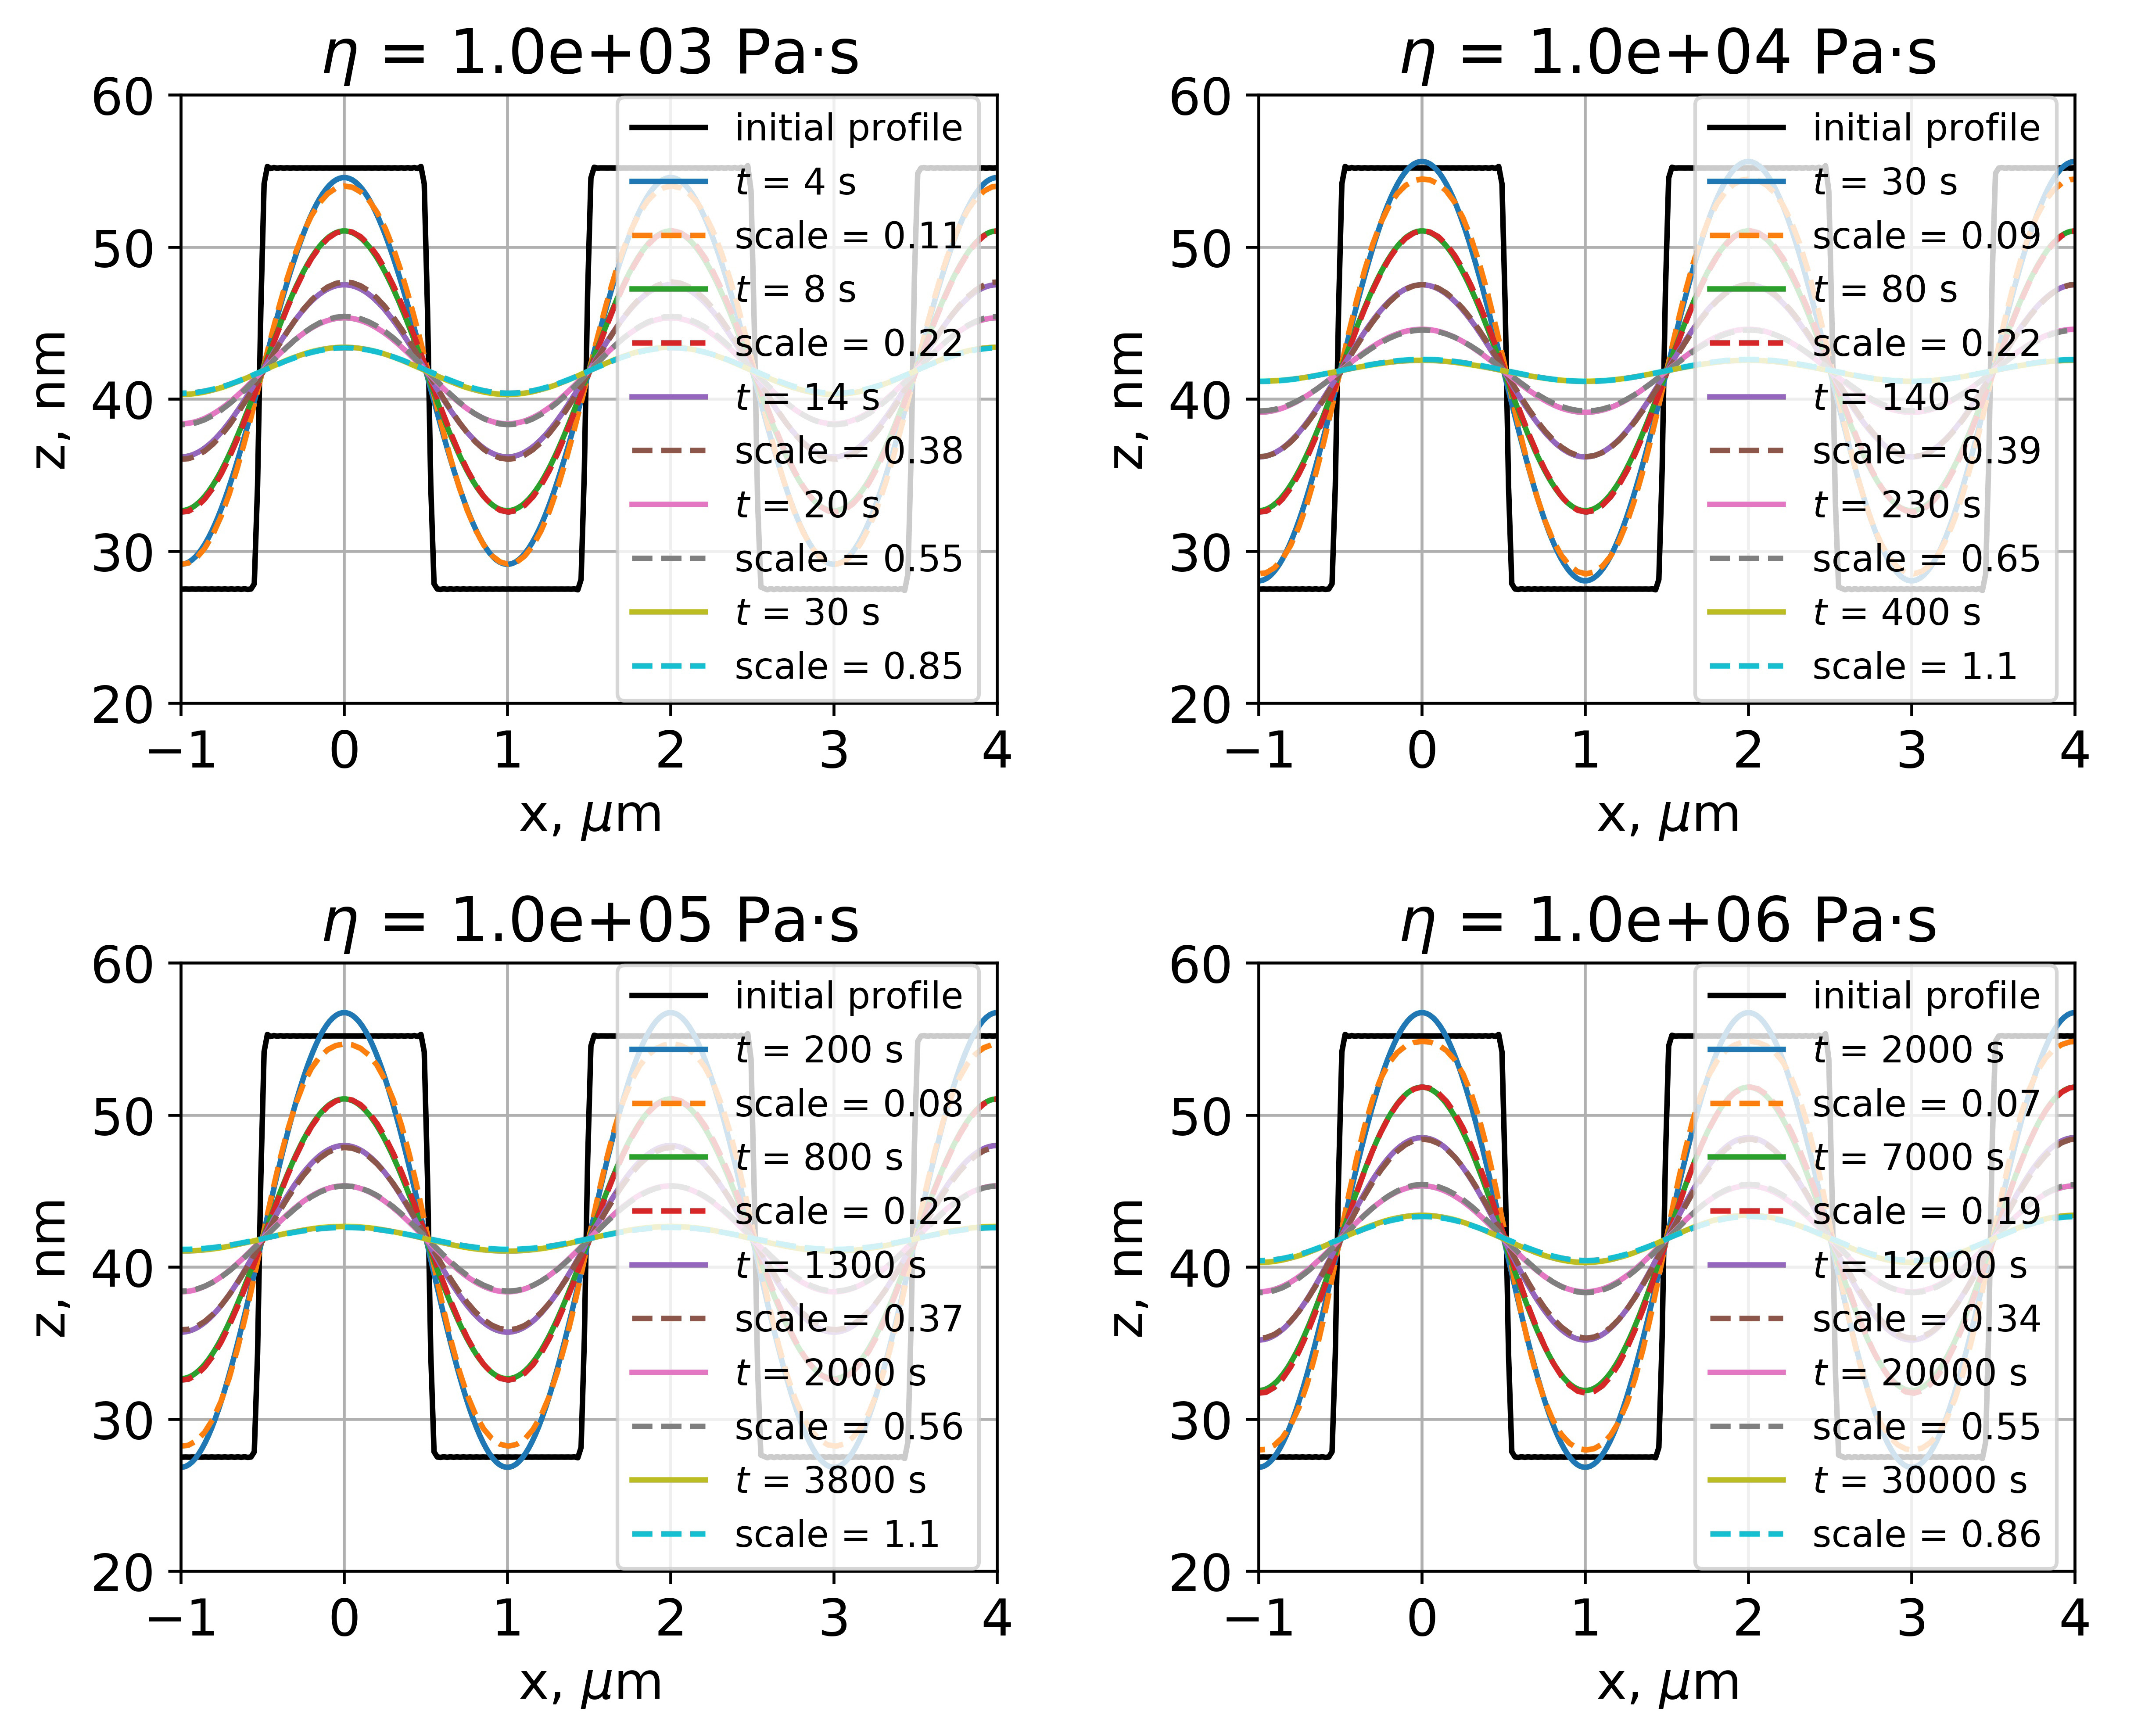 η = 1.0e+03 Pa·s
60
50
40
30
20
z, nm
−1 0 1 2 3 4
x, μm
initial profile
t = 4 s
scale = 0.11
t = 8 s
scale = 0.22
t = 14 s
scale = 0.38
t = 20 s
scale = 0.55
t = 30 s
scale = 0.85
η = 1.0e+04 Pa·s
60
50
40
30
20
z, nm
−1 0 1 2 3 4
x, μm
initial profile
t = 30 s
scale = 0.09
t = 80 s
scale = 0.22
t = 140 s
scale = 0.39
t = 230 s
scale = 0.65
t = 400 s
scale = 1.1
η = 1.0e+05 Pa·s
60
50
40
30
20
z, nm
−1 0 1 2 3 4
x, μm
initial profile
t = 200 s
scale = 0.08
t = 800 s
scale = 0.22
t = 1300 s
scale = 0.37
t = 2000 s
scale = 0.56
t = 3800 s
scale = 1.1
η = 1.0e+06 Pa·s
60
50
40
30
20
z, nm
−1 0 1 2 3 4
x, μm
initial profile
t = 2000 s
scale = 0.07
t = 7000 s
scale = 0.19
t = 12000 s
scale = 0.34
t = 20000 s
scale = 0.55
t = 30000 s
scale = 0.86